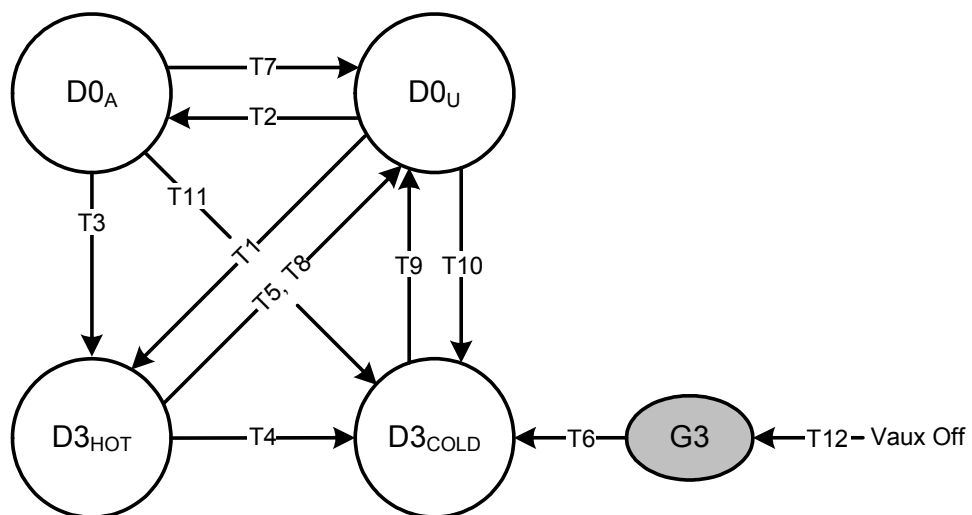 D0A
T7
D0U
T2
T11
T3
T1
T5, T8
T9
T10
D3HOT
T4
D3COLD
T6
G3
T12
Vaux Off